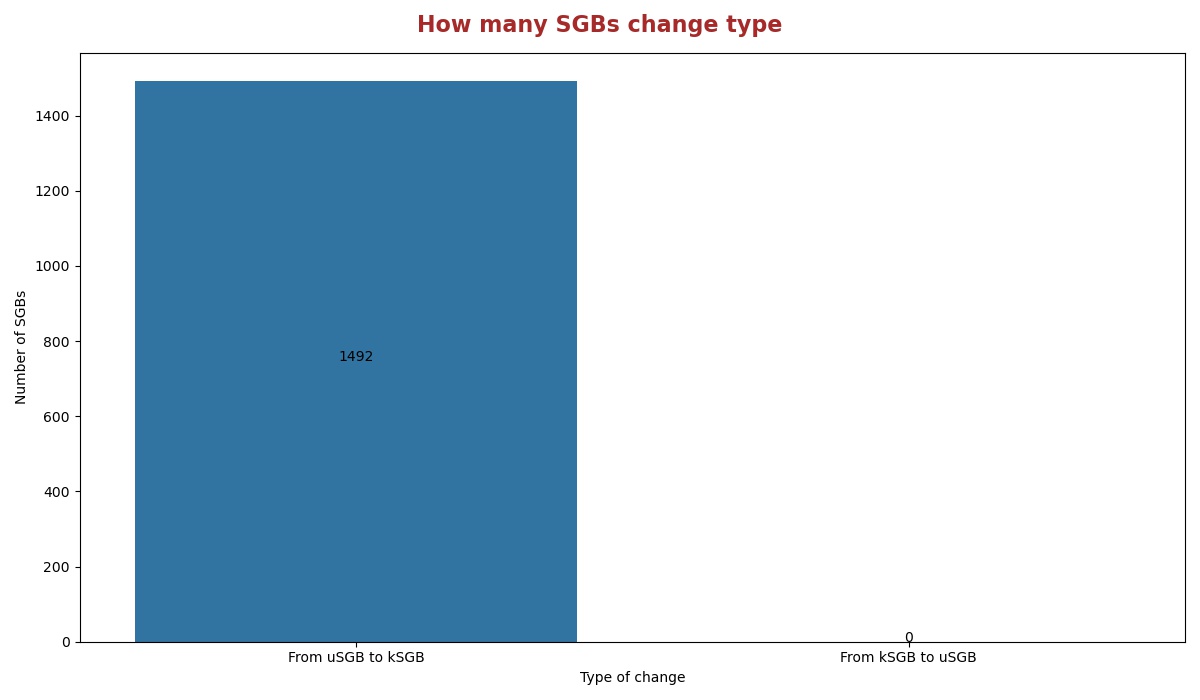 How many SGBs change type
Number of SGBs
1400
1200
1000
800
600
400
200
0
1492
0
From uSGB to kSGB
From kSGB to uSGB
Type of change